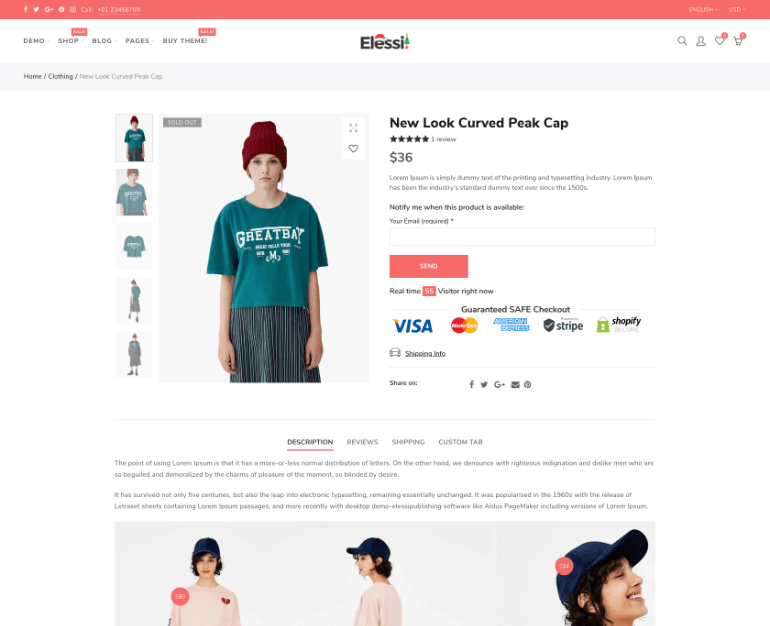 Call: +01 23456789
ENGLISH
USD
DEMO
SHOP
SALE
BLOG
PAGES
BUY THEME!
SALE!
Elessi
0
0
Home / Clothing / New Look Curved Peak Cap
SOLD OUT
GREATBAY
GREAT FALLS TOUR
M
New Look Curved Peak Cap
1 review
$36
Lorem Ipsum is simply dummy text of the printing and typesetting industry. Lorem Ipsum
has been the industry's standard dummy text ever since the 1500s.
Notify me when this product is available:
Your Email (required) *
SEND
Real time 55 Visitor right now
Guaranteed SAFE Checkout
VISA
MasterCard
AMERICAN EXPRESS
Powered by
stripe
shopify
SECURE
Shipping Info
Share on:
DESCRIPTION
REVIEWS
SHIPPING
CUSTOM TAB
The point of using Lorem Ipsum is that it has a more-or-less normal distribution of letters. On the other hand, we denounce with righteous indignation and dislike men who are
so beguiled and demoralized by the charms of pleasure of the moment, so blinded by desire.
It has survived not only five centuries, but also the leap into electronic typesetting, remaining essentially unchanged. It was popularised in the 1960s with the release of
Letraset sheets containing Lorem Ipsum passages, and more recently with desktop demo-elessipublishing software like Aldus PageMaker including versions of Lorem Ipsum.
$14